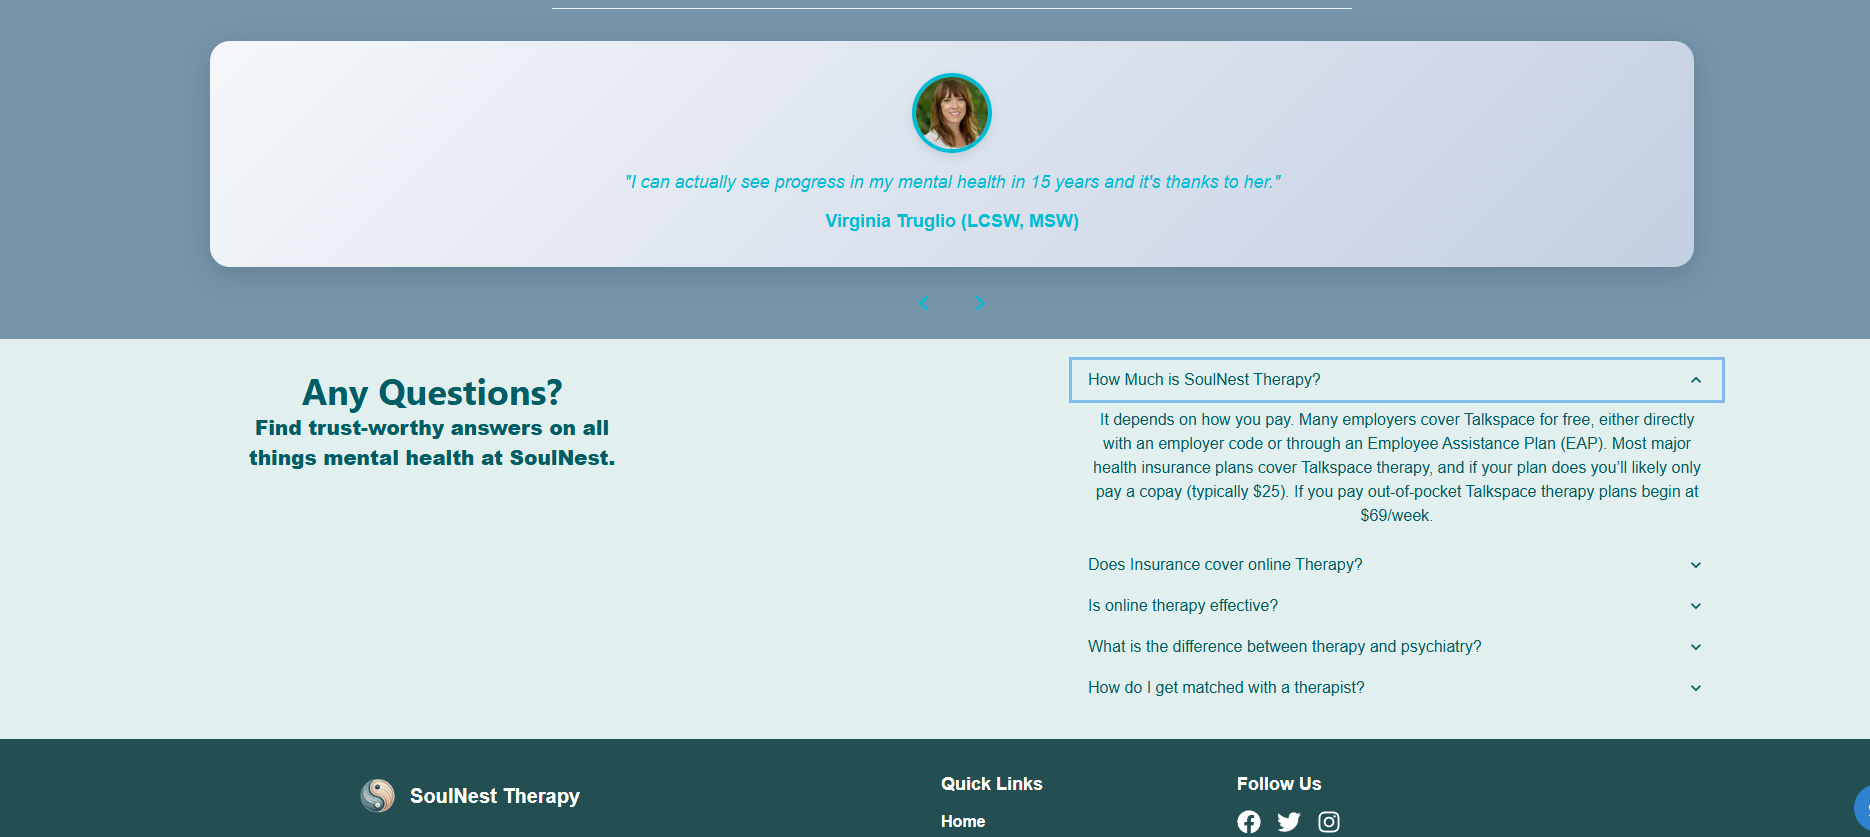 "I can actually see progress in my mental health in 15 years and it's thanks to her."
Virginia Truglio (LCSW, MSW)
Any Questions?
Find trust-worthy answers on all
things mental health at SoulNest.
How Much is SoulNest Therapy?
It depends on how you pay. Many employers cover Talkspace for free, either directly
with an employer code or through an Employee Assistance Plan (EAP). Most major
health insurance plans cover Talkspace therapy, and if your plan does you’ll likely only
pay a copay (typically $25). If you pay out-of-pocket Talkspace therapy plans begin at
$69/week.
Does Insurance cover online Therapy?
Is online therapy effective?
What is the difference between therapy and psychiatry?
How do I get matched with a therapist?
SoulNest Therapy
Quick Links
Home
Follow Us